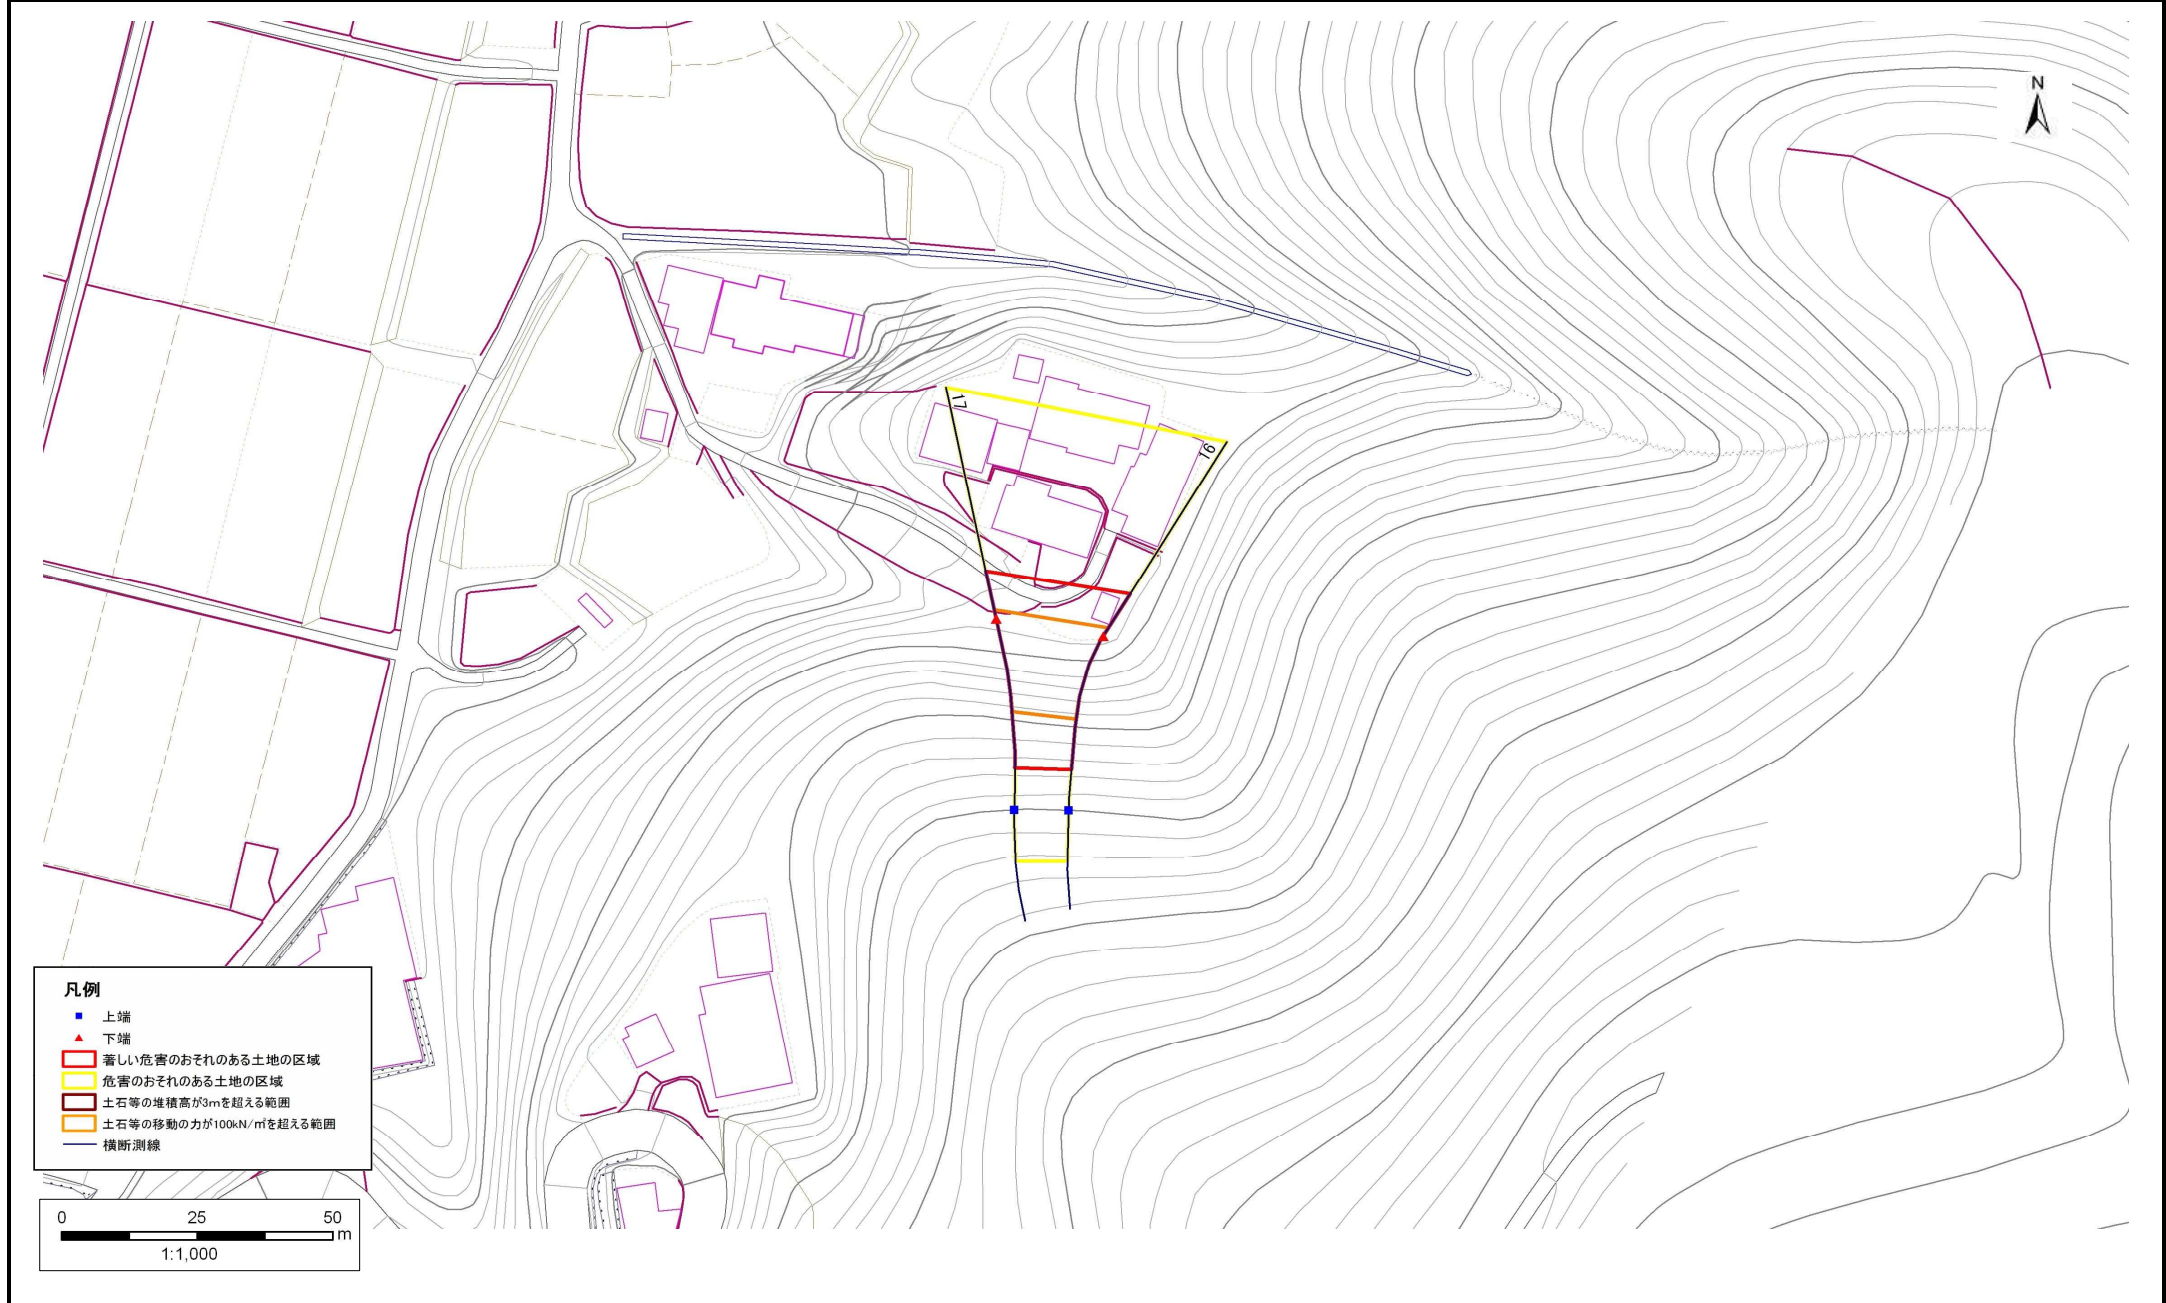 N
17
16
凡例
上端
下端
著しい危害のおそれのある土地の区域
危害のおそれのある土地の区域
土石等の堆積高が3mを超える範囲
土石等の移動の力が100kN/㎡を超える範囲
横断測線
0 25 50
m
1:1,000